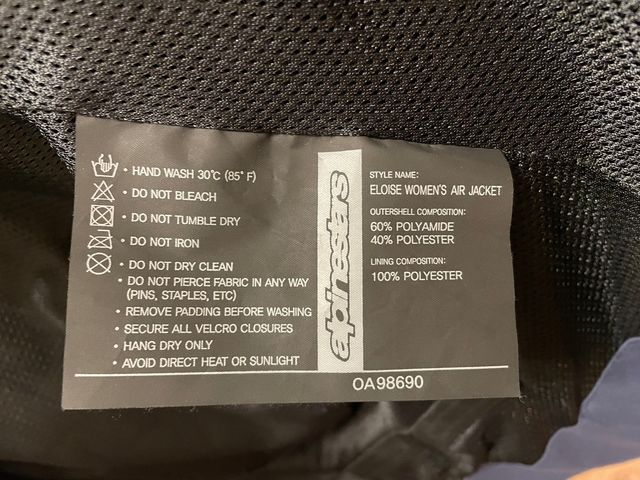 • HAND WASH 30°C (85° F)
• DO NOT BLEACH
• DO NOT TUMBLE DRY
• DO NOT IRON
• DO NOT DRY CLEAN
• DO NOT PIERCE FABRIC IN ANY WAY
(PINS, STAPLES, ETC)
• REMOVE PADDING BEFORE WASHING
• SECURE ALL VELCRO CLOSURES
• HANG DRY ONLY
• AVOID DIRECT HEAT OR SUNLIGHT
alpinestars
STYLE NAME:
ELOISE WOMEN'S AIR JACKET
OUTERSHELL COMPOSITION:
60% POLYAMIDE
40% POLYESTER
LINING COMPOSITION:
100% POLYESTER
OA98690